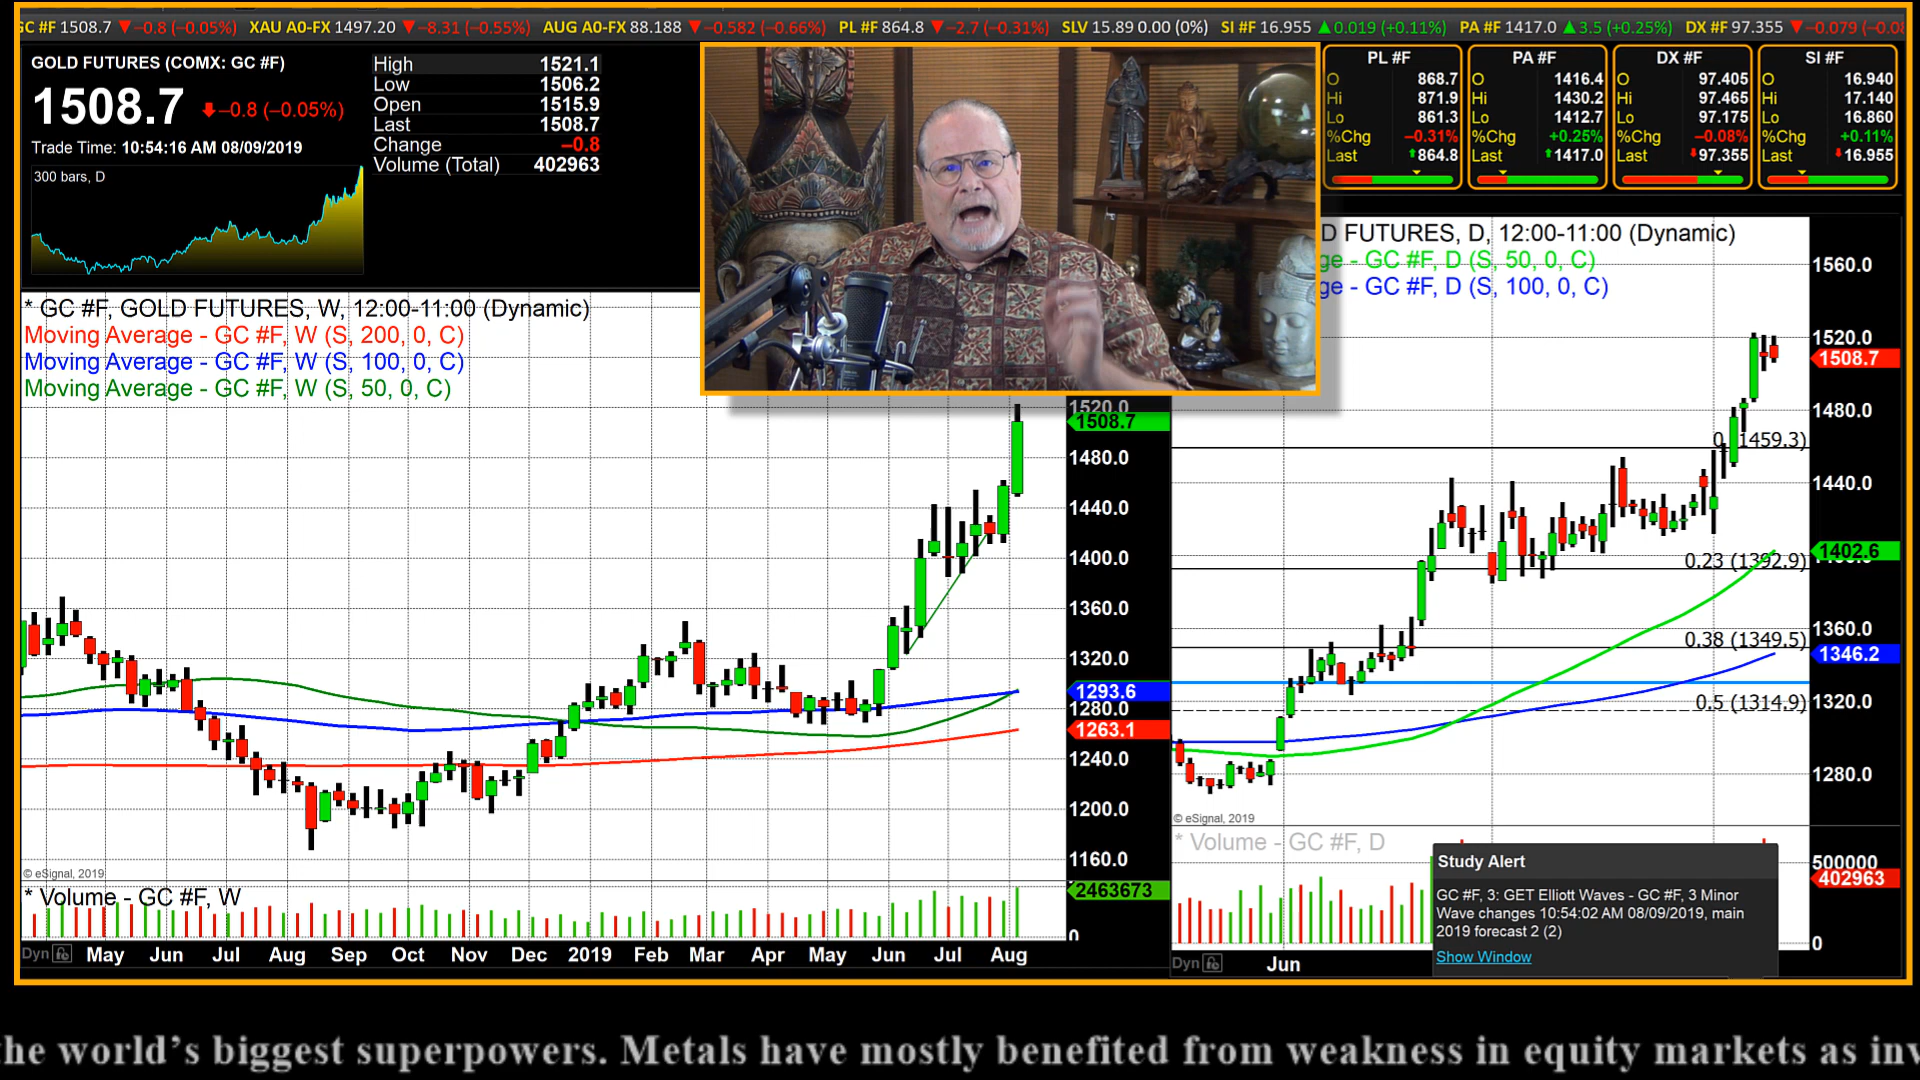 GC #F 1508.7 ▼ −0.8 (−0.05%) XAU A0-FX 1497.20 ▼ −8.31 (−0.55%) AUG A0-FX 88.188 ▼ −0.582 (−0.66%) PL #F 864.8 ▼ −2.7 (−0.31%) SLV 15.89 0.00 (0%) SI #F 16.955 ▲ 0.019 (+0.11%) PA #F 1417.0 ▲ 3.5 (+0.25%) DX #F 97.355 ▼ −0.079 (−0.08
GOLD FUTURES (COMX: GC #F)
1508.7 −0.8 (−0.05%)
Trade Time: 10:54:16 AM 08/09/2019
300 bars, D
High 1521.1
Low 1506.2
Open 1515.9
Last 1508.7
Change −0.8
Volume (Total) 402963
PL #F
O 868.7
Hi 871.9
Lo 861.3
%Chg −0.31%
Last 864.8
PA #F
O 1416.4
Hi 1430.2
Lo 1412.7
%Chg +0.25%
Last 1417.0
DX #F
O 97.405
Hi 97.465
Lo 97.175
%Chg −0.08%
Last 97.355
SI #F
O 16.940
Hi 17.140
Lo 16.860
%Chg +0.11%
Last 16.955
* GC #F, GOLD FUTURES, W, 12:00-11:00 (Dynamic)
Moving Average - GC #F, W (S, 200, 0, C)
Moving Average - GC #F, W (S, 100, 0, C)
Moving Average - GC #F, W (S, 50, 0, C)
1520.0
1508.7
1480.0
1440.0
1400.0
1360.0
1320.0
1293.6
1280.0
1263.1
1240.0
1200.0
1160.0
© eSignal, 2019
* Volume - GC #F, W
2463673
0
Dyn May Jun Jul Aug Sep Oct Nov Dec 2019 Feb Mar Apr May Jun Jul Aug
D FUTURES, D, 12:00-11:00 (Dynamic)
ge - GC #F, D (S, 50, 0, C)
ge - GC #F, D (S, 100, 0, C)
1560.0
1520.0
1508.7
1480.0
0 (1459.3)
1440.0
1402.6
0.23 (1392.9)
1360.0
0.38 (1349.5)
1346.2
1320.0
0.5 (1314.9)
1280.0
© eSignal, 2019
* Volume - GC #F, D
500000
402963
0
Dyn Jun
Study Alert
GC #F, 3: GET Elliott Waves - GC #F, 3 Minor
Wave changes 10:54:02 AM 08/09/2019, main
2019 forecast 2 (2)
Show Window
he world's biggest superpowers. Metals have mostly benefited from weakness in equity markets as inv